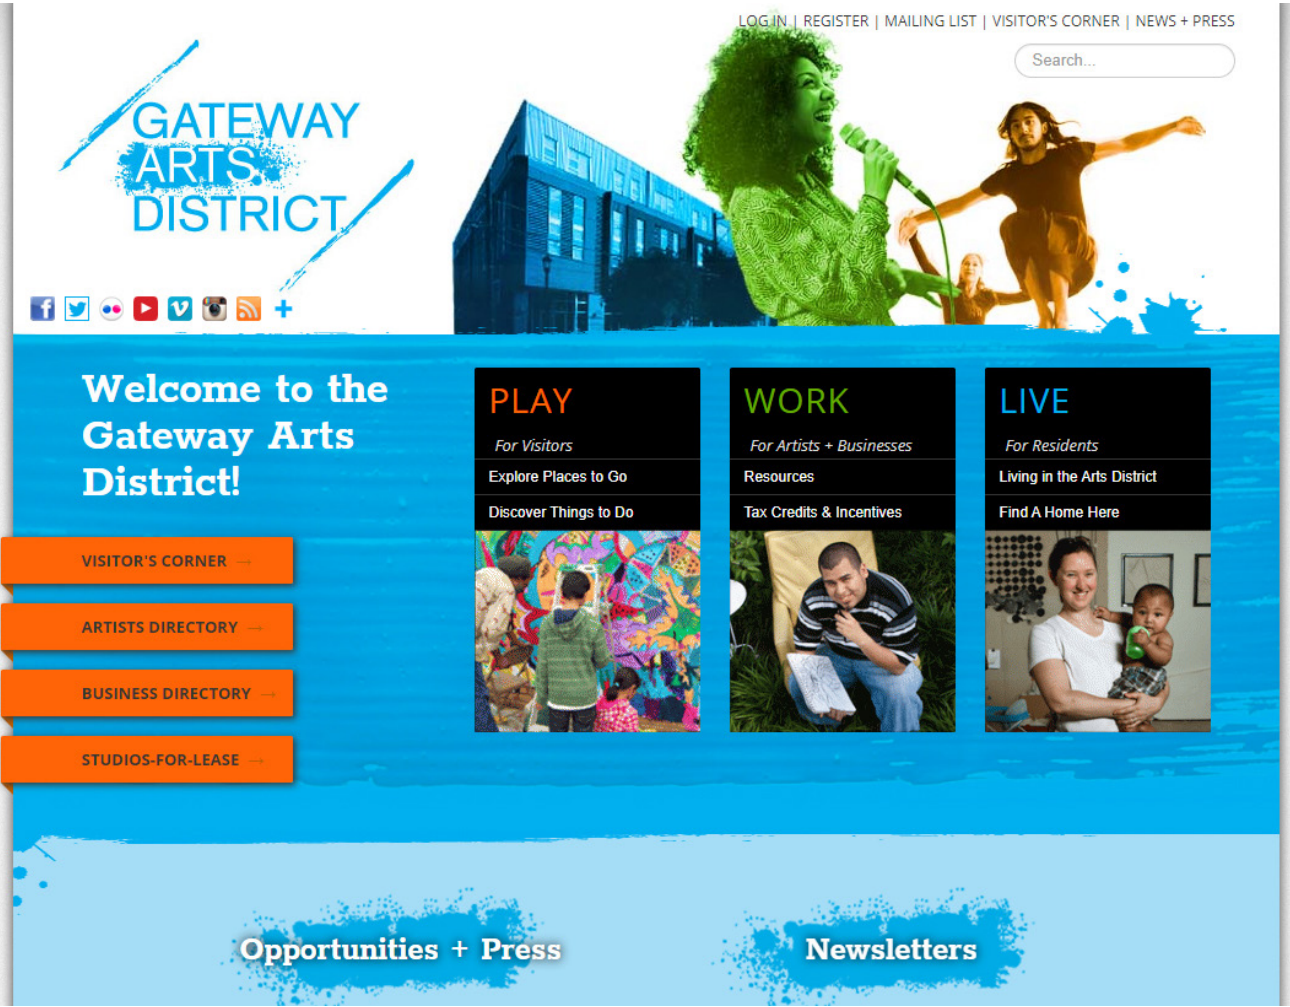 LOG IN | REGISTER | MAILING LIST | VISITOR'S CORNER | NEWS + PRESS
Search...
GATEWAY
ARTS
DISTRICT
Welcome to the
Gateway Arts
District!
VISITOR'S CORNER →
ARTISTS DIRECTORY →
BUSINESS DIRECTORY →
STUDIOS-FOR-LEASE →
PLAY
For Visitors
Explore Places to Go
Discover Things to Do
WORK
For Artists + Businesses
Resources
Tax Credits & Incentives
LIVE
For Residents
Living in the Arts District
Find A Home Here
Opportunities + Press
Newsletters